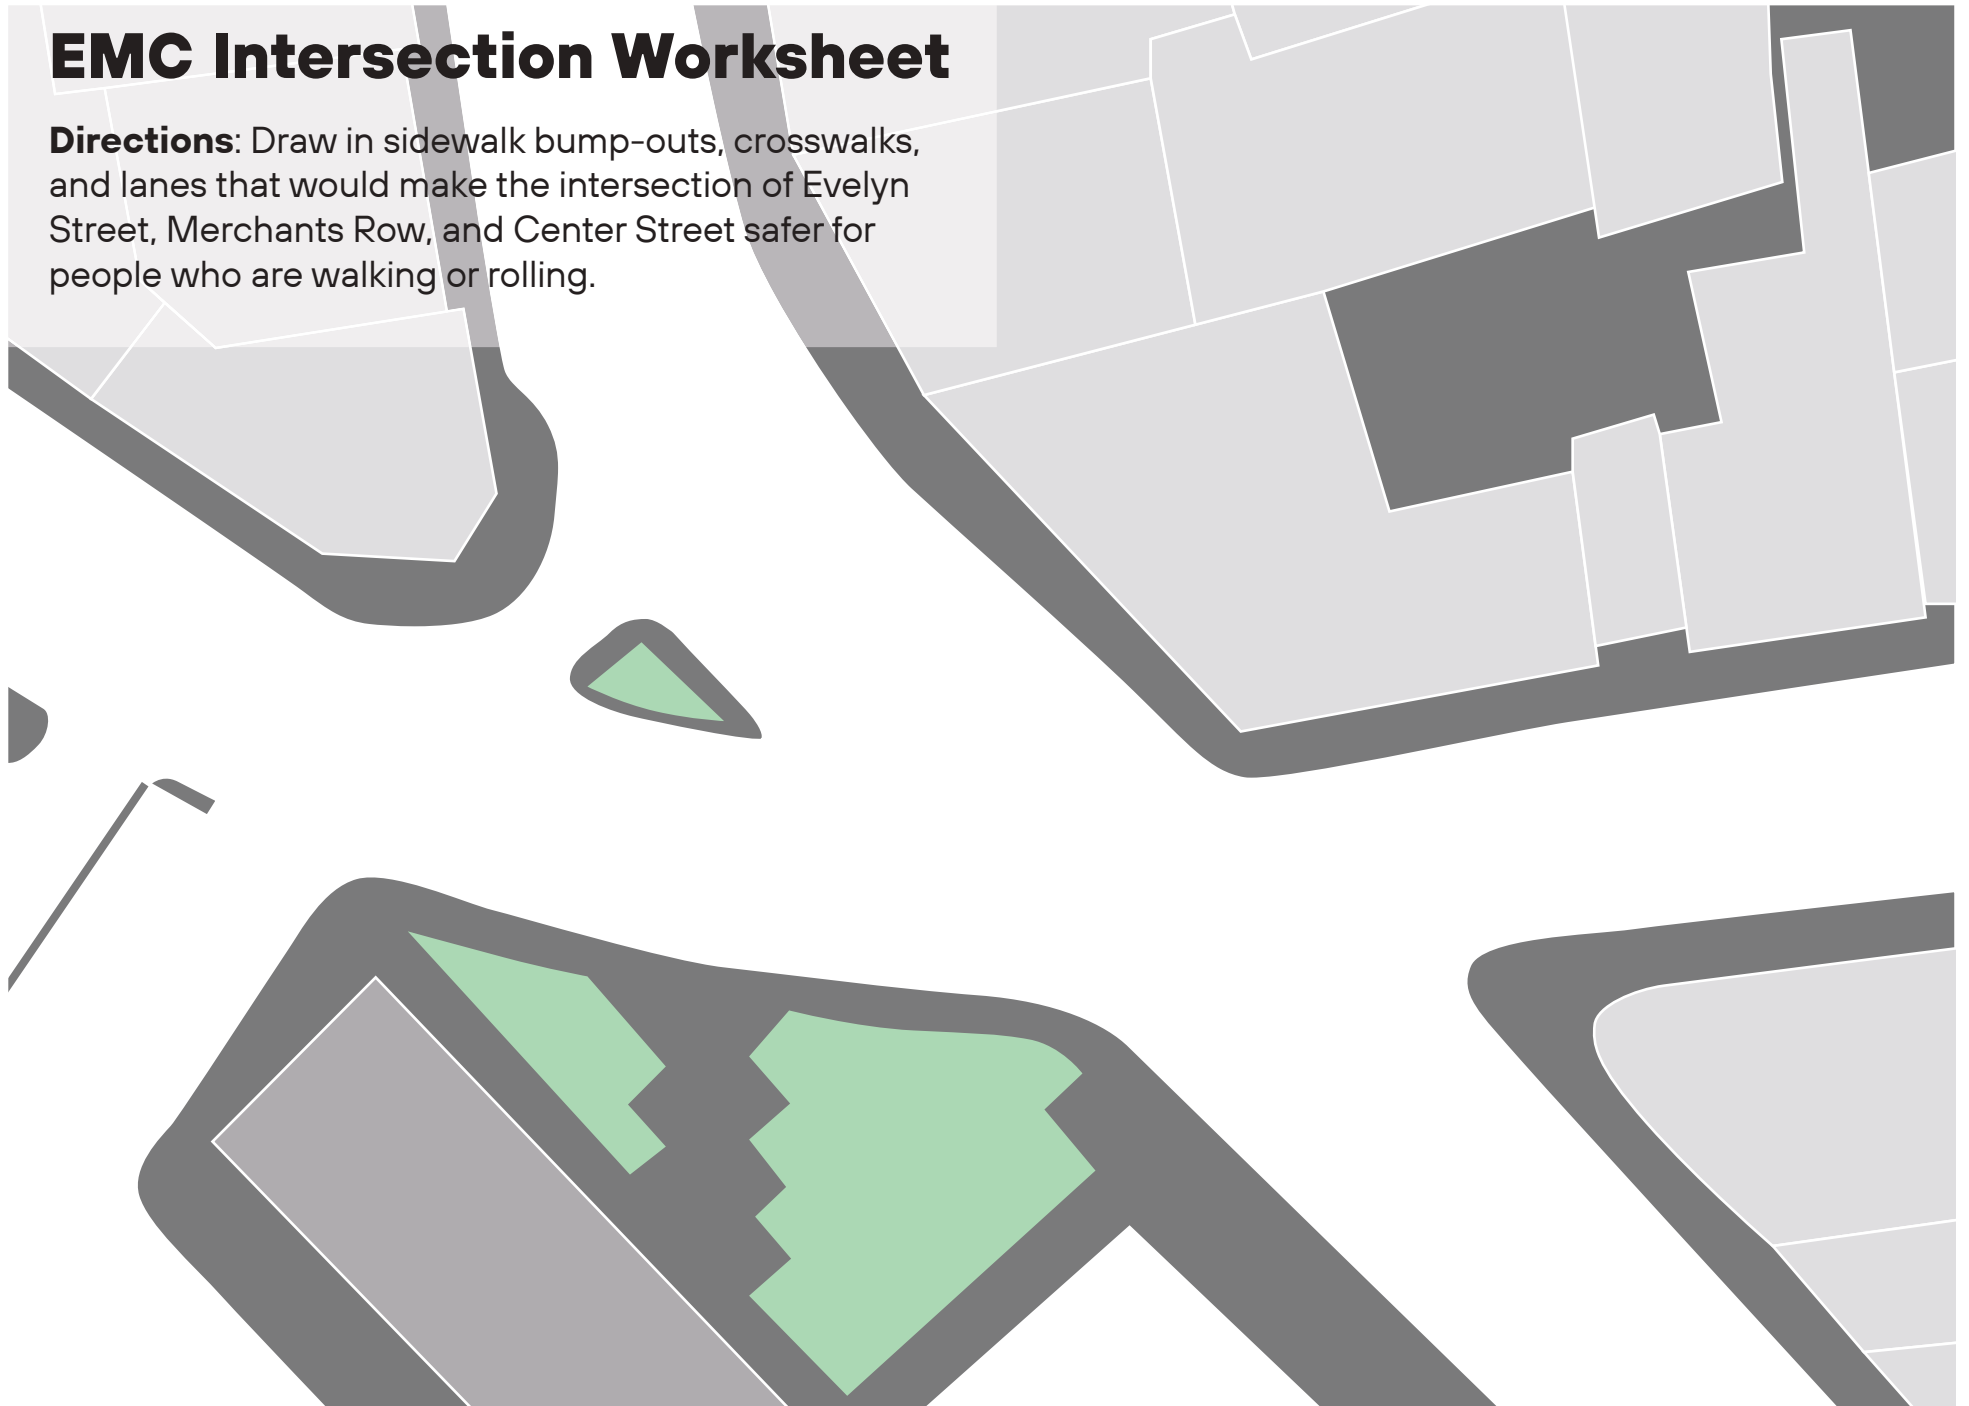 EMC Intersection Worksheet
Directions: Draw in sidewalk bump-outs, crosswalks,
and lanes that would make the intersection of Evelyn
Street, Merchants Row, and Center Street safer for
people who are walking or rolling.